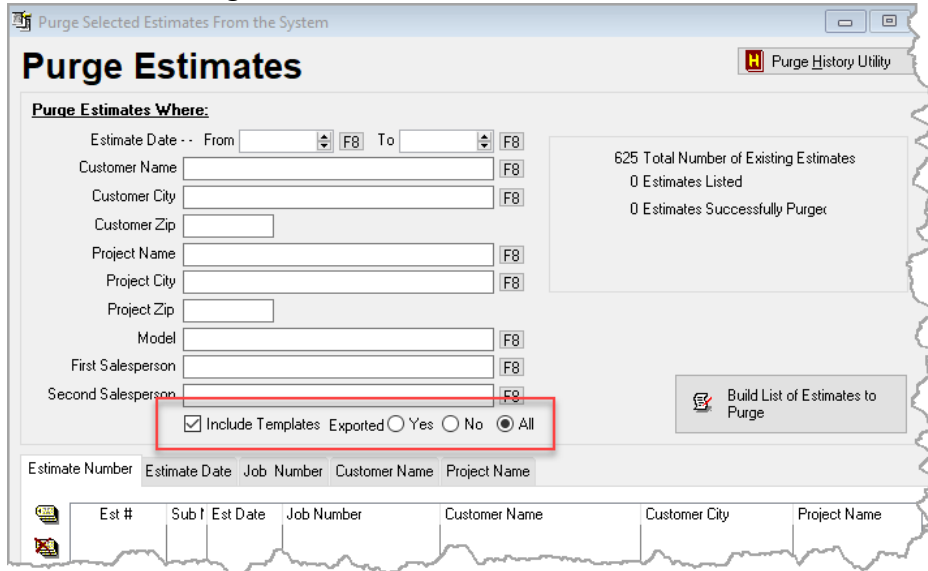 Purge Selected Estimates From the System
Purge Estimates
H Purge History Utility
Purge Estimates Where:
Estimate Date - - From F8 To F8
Customer Name F8
Customer City F8
Customer Zip
Project Name F8
Project City F8
Project Zip
Model F8
First Salesperson F8
Second Salesperson F8
Include Templates Exported Yes No All
625 Total Number of Existing Estimates
0 Estimates Listed
0 Estimates Successfully Purgec
Build List of Estimates to
Purge
Estimate Number Estimate Date Job Number Customer Name Project Name
Est # Sub N Est Date Job Number Customer Name Customer City Project Name